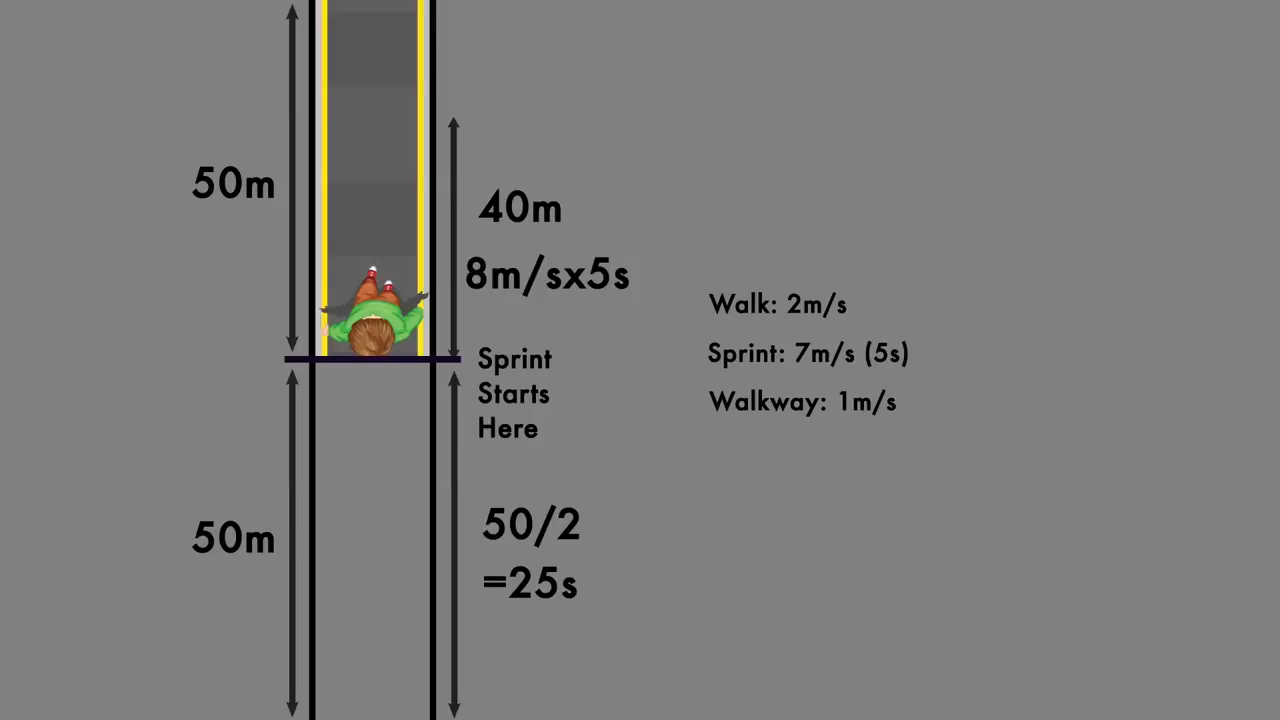 50m
40m
8m/sx5s
Walk: 2m/s
Sprint: 7m/s (5s)
Walkway: 1m/s
Sprint
Starts
Here
50m
50/2
=25s